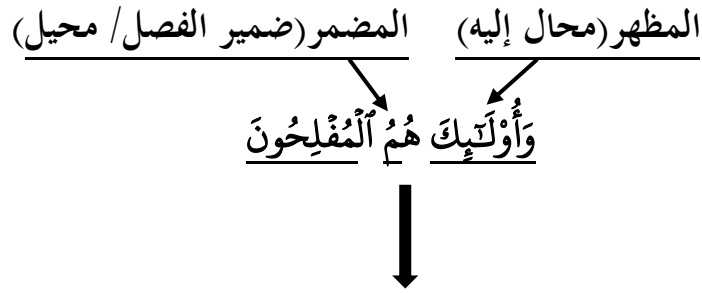 المظهر(محال إليه) المضمر(ضمير الفصل/ محيل)
وَأُوْلَـٰٓئِكَ هُمُ ٱلْمُفْلِحُونَ